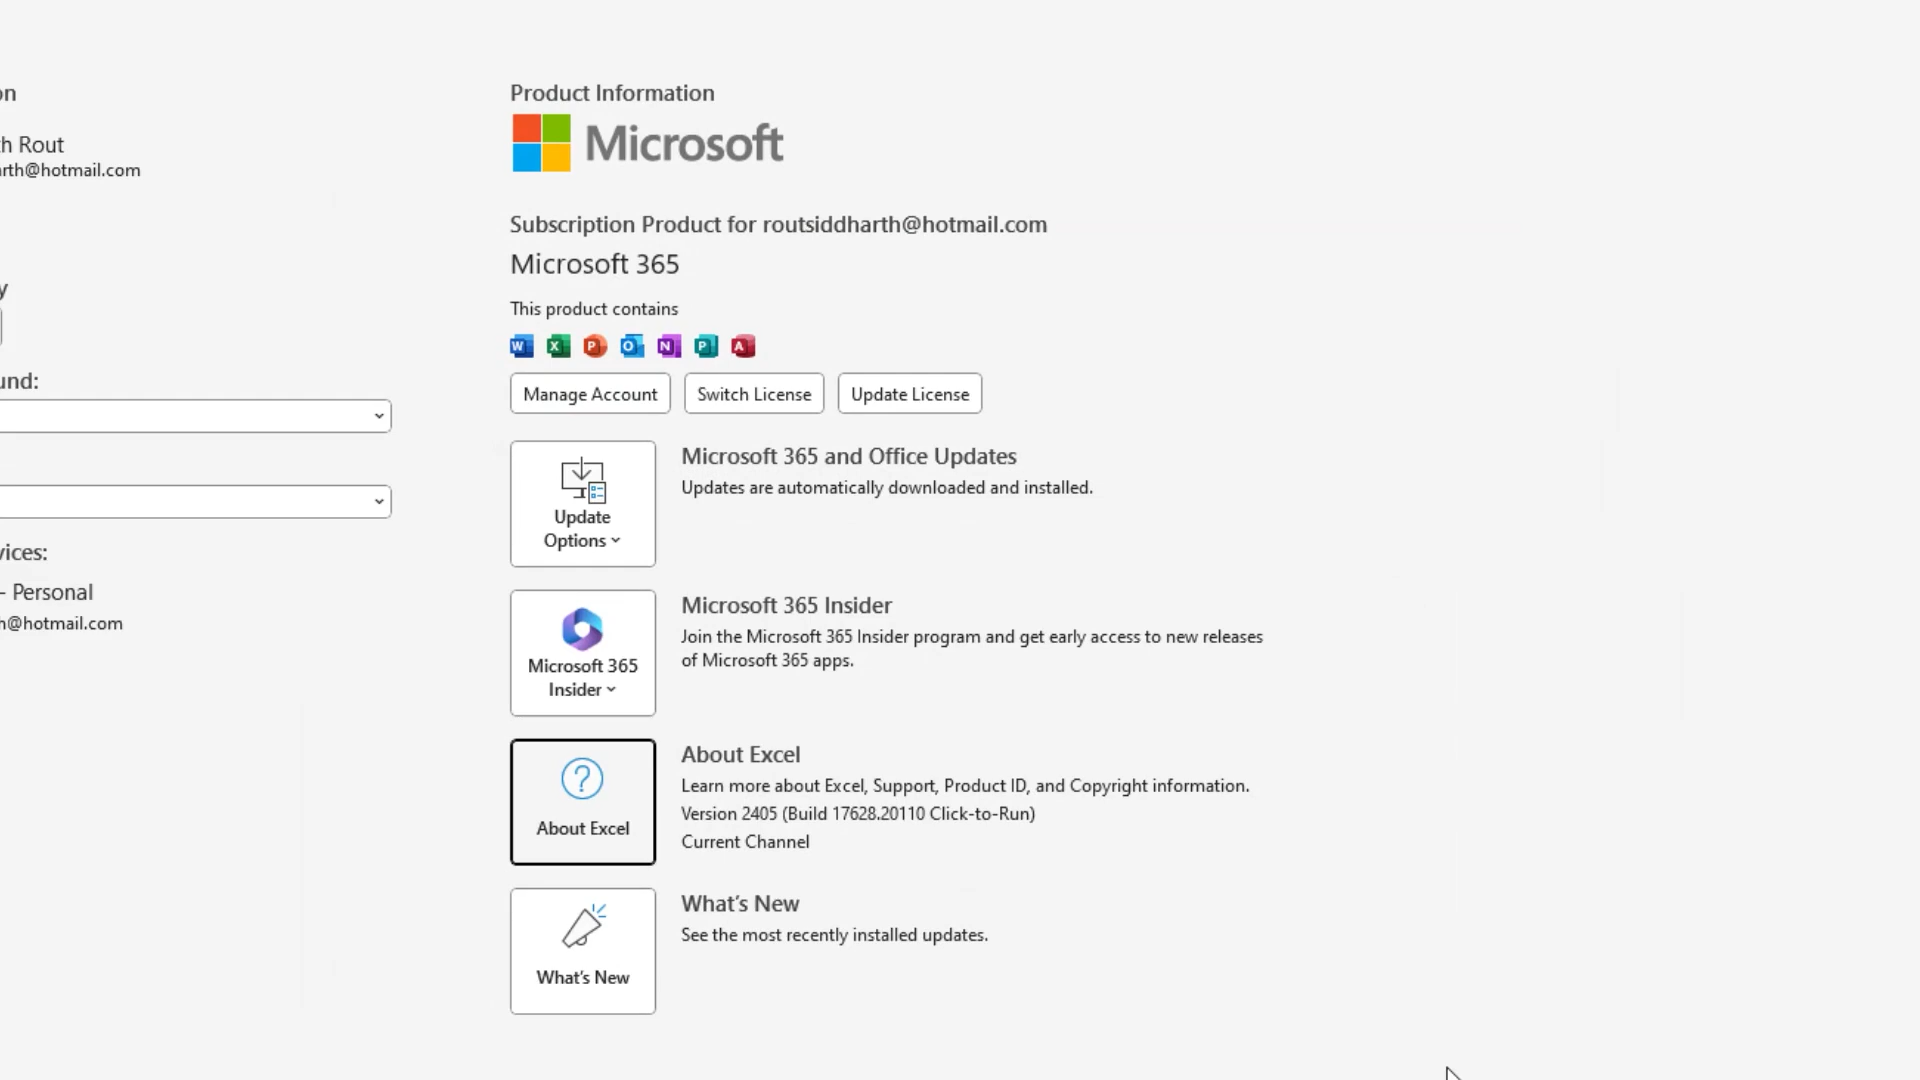 on
Product Information
Microsoft
th Rout
arth@hotmail.com
Subscription Product for routsiddharth@hotmail.com
Microsoft 365
y
This product contains
W X P O N P A
und:
Manage Account
Switch License
Update License
Microsoft 365 and Office Updates
Updates are automatically downloaded and installed.
Update
Options
vices:
- Personal
h@hotmail.com
Microsoft 365 Insider
Join the Microsoft 365 Insider program and get early access to new releases
of Microsoft 365 apps.
Microsoft 365
Insider
About Excel
Learn more about Excel, Support, Product ID, and Copyright information.
Version 2405 (Build 17628.20110 Click-to-Run)
Current Channel
?
About Excel
What's New
See the most recently installed updates.
What's New